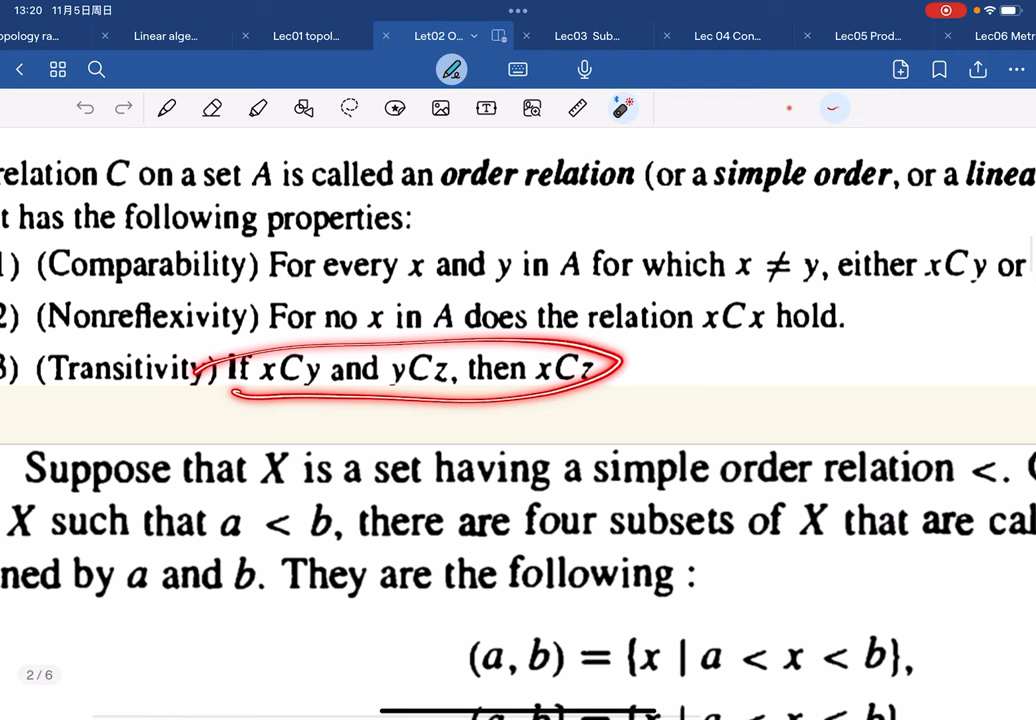 13:20 11月5日周日
opology ra...
Linear alge...
Lec01 topol...
Let02 O...
Lec03 Sub...
Lec 04 Con...
Lec05 Prod...
Lec06 Metr
relation C on a set A is called an order relation (or a simple order, or a linea
t has the following properties:
1) (Comparability) For every x and y in A for which x ≠ y, either xCy or
2) (Nonreflexivity) For no x in A does the relation xCx hold.
3) (Transitivity) If xCy and yCz, then xCz
Suppose that X is a set having a simple order relation <.
X such that a < b, there are four subsets of X that are cal
ned by a and b. They are the following :
(a, b) = {x | a < x < b},
2/6